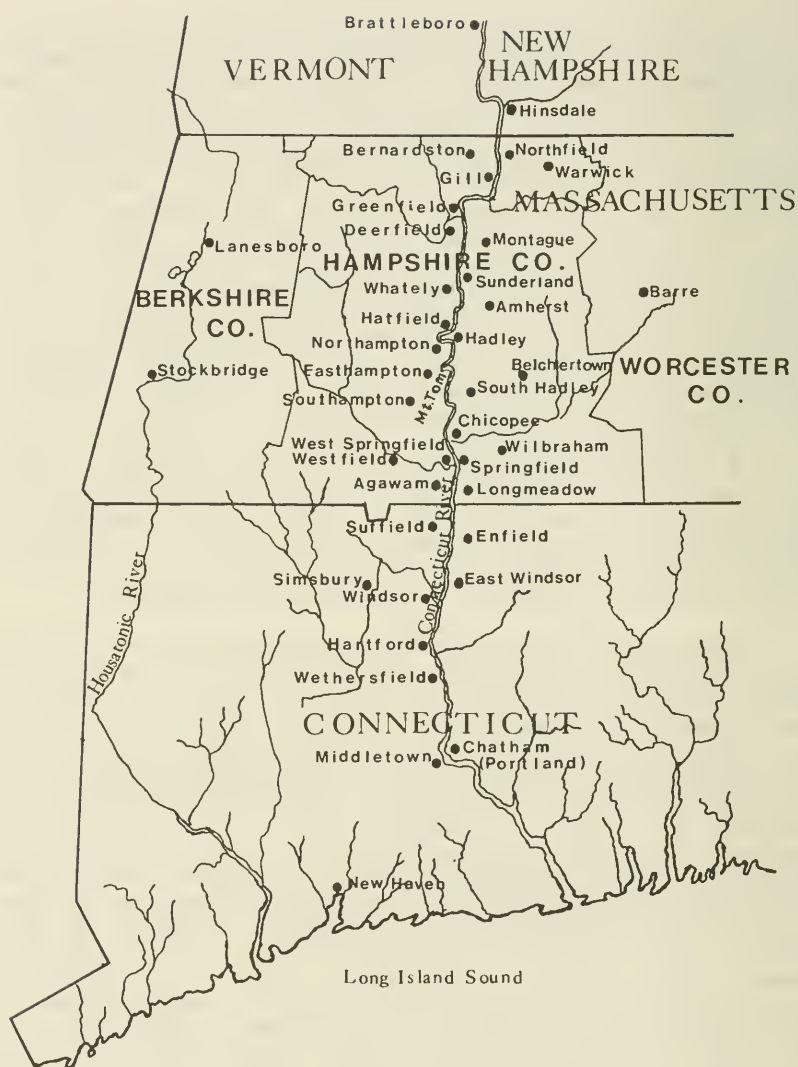 Brattleboro
VERMONT
NEW
HAMPSHIRE
Hinsdale
Bernardston
Northfield
Warwick
Gill
MASSACHUSETTS
Greenfield
Deerfield
Lanesboro
Montague
HAMPSHIRE CO.
Sunderland
BERKSHIRE
CO.
Whately
Amherst
Barre
Hatfield
Hadley
Northampton
Stockbridge
Easthampton
Mt. Tom
Belchertown
WORCESTER
CO.
South Hadley
Southampton
Chicopee
West Springfield
Wilbraham
Westfield
Springfield
Agawam
Longmeadow
Connecticut River
Suffield
Enfield
Simsbury
East Windsor
Windsor
Housatonic River
Hartford
Wethersfield
CONNECTICUT
Chatham
(Portland)
Middletown
New Haven
Long Island Sound